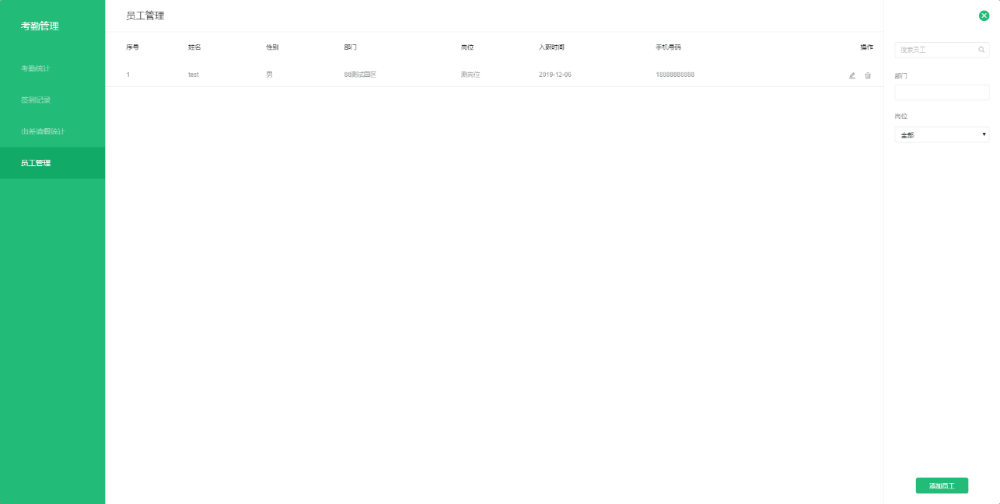 考勤管理
考勤统计
签到记录
出差请假统计
员工管理
员工管理
序号 姓名 性别 部门 岗位 入职时间 手机号码 操作
1 test 男 88测试园区 测岗位 2019-12-06 18888888888
搜索员工
部门
岗位
全部
添加员工